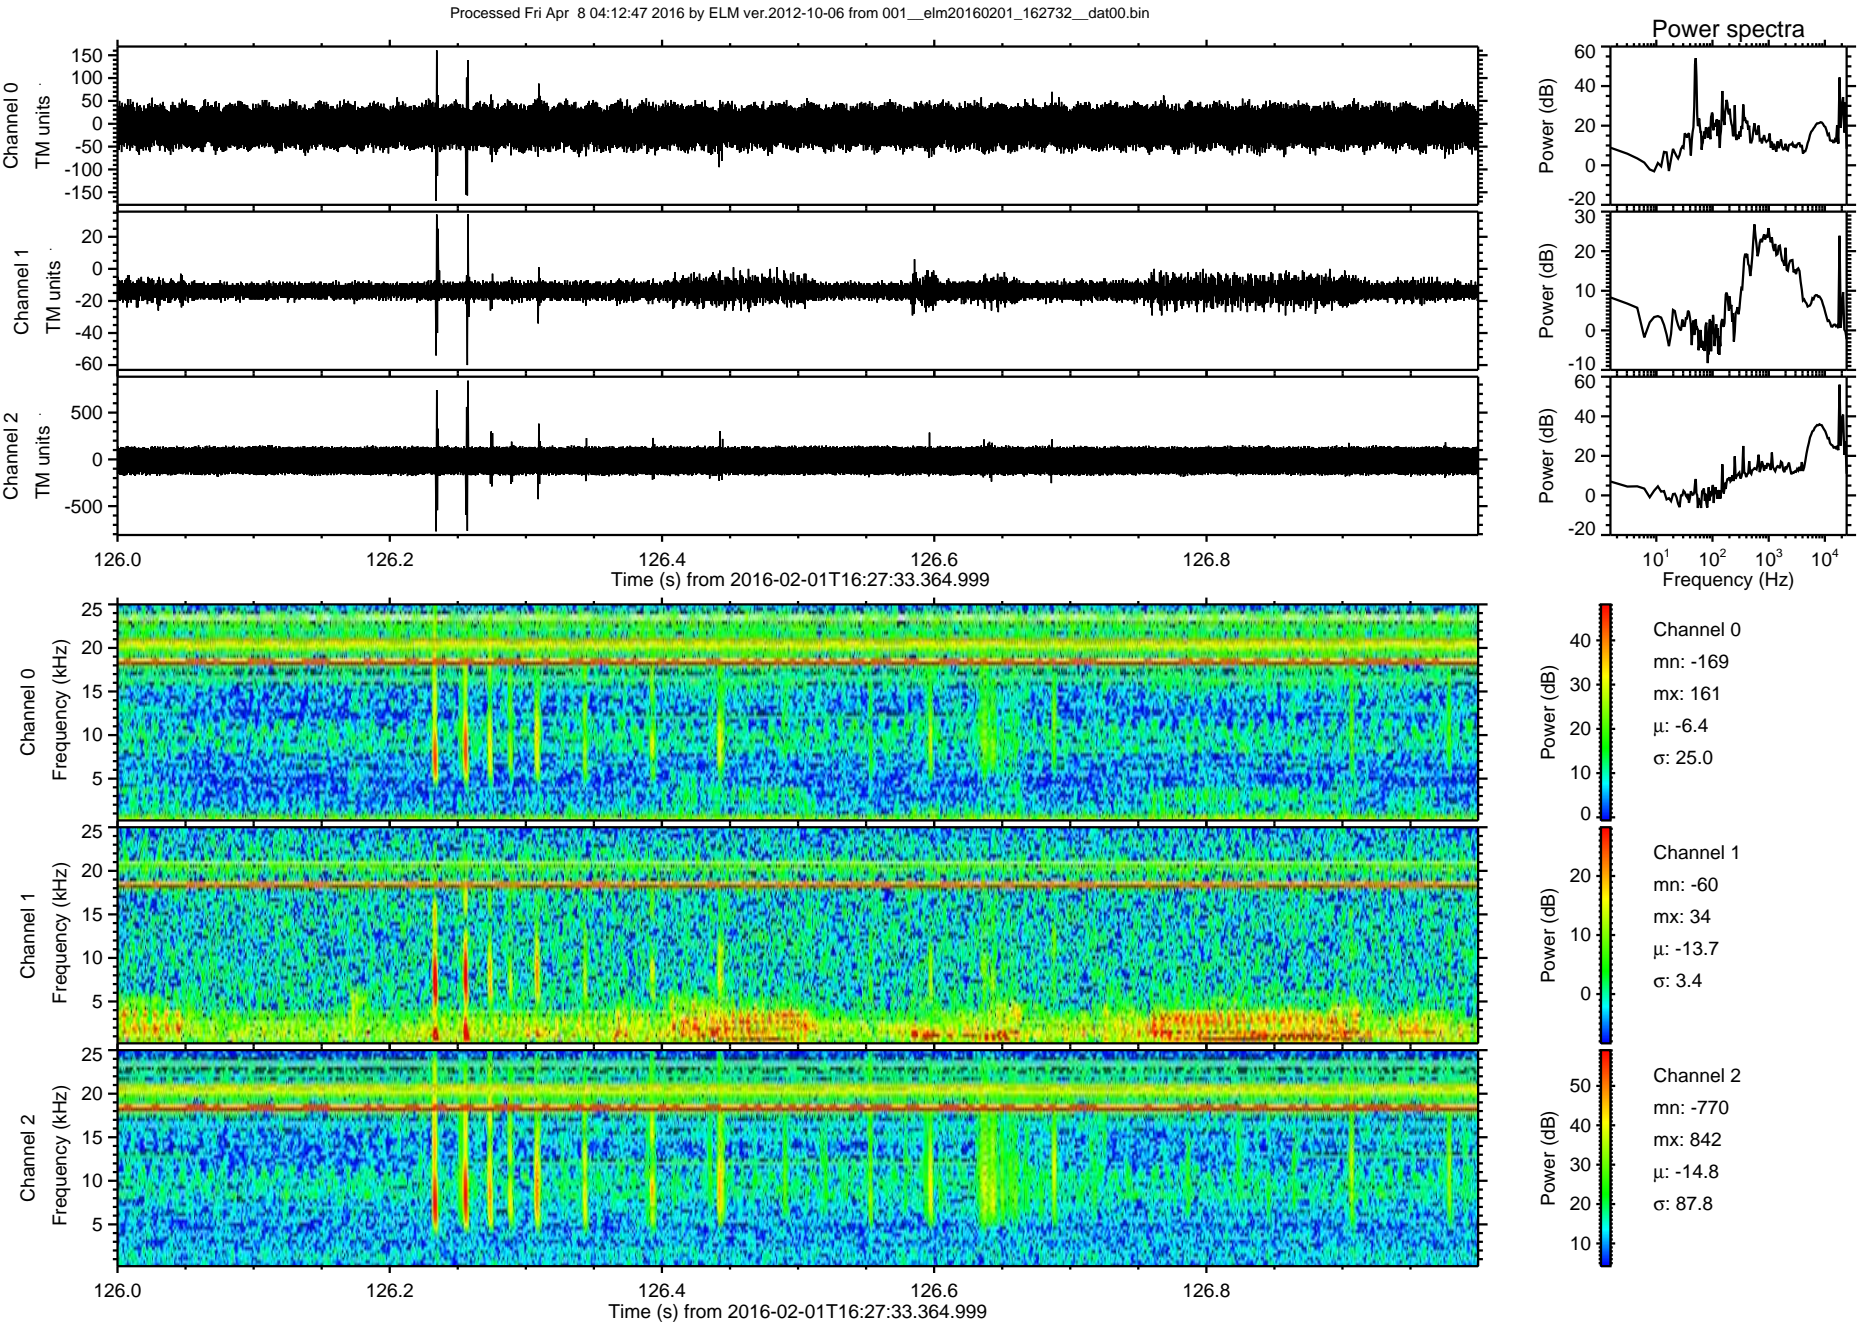 Processed Fri Apr 8 04:12:47 2016 by ELM ver.2012-10-06 from 001__elm20160201_162732__dat00.bin
Power spectra
Channel 0
TM units
150
100
50
0
-50
-100
-150
Power (dB)
60
40
20
0
-20
Channel 1
TM units
20
0
-20
-40
-60
Power (dB)
30
20
10
0
-10
Channel 2
TM units
500
0
-500
Power (dB)
60
40
20
0
-20
126.0 126.2 126.4 126.6 126.8
Time (s) from 2016-02-01T16:27:33.364.999
10¹ 10² 10³ 10⁴
Frequency (Hz)
Channel 0
Frequency (kHz)
25
20
15
10
5
Power (dB)
40
30
20
10
0
Channel 0
mn: -169
mx: 161
μ: -6.4
σ: 25.0
Channel 1
Frequency (kHz)
25
20
15
10
5
Power (dB)
20
10
0
Channel 1
mn: -60
mx: 34
μ: -13.7
σ: 3.4
Channel 2
Frequency (kHz)
25
20
15
10
5
Power (dB)
50
40
30
20
10
Channel 2
mn: -770
mx: 842
μ: -14.8
σ: 87.8
126.0 126.2 126.4 126.6 126.8
Time (s) from 2016-02-01T16:27:33.364.999